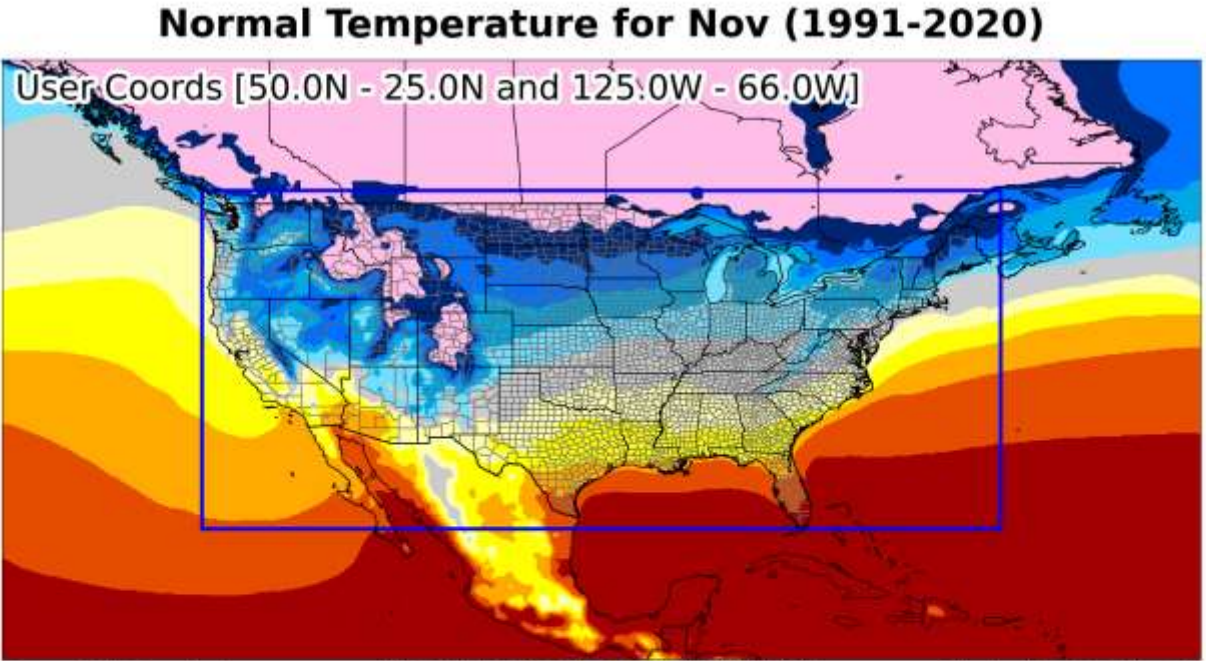 Normal Temperature for Nov (1991-2020)
User Coords [50.0N - 25.0N and 125.0W - 66.0W]